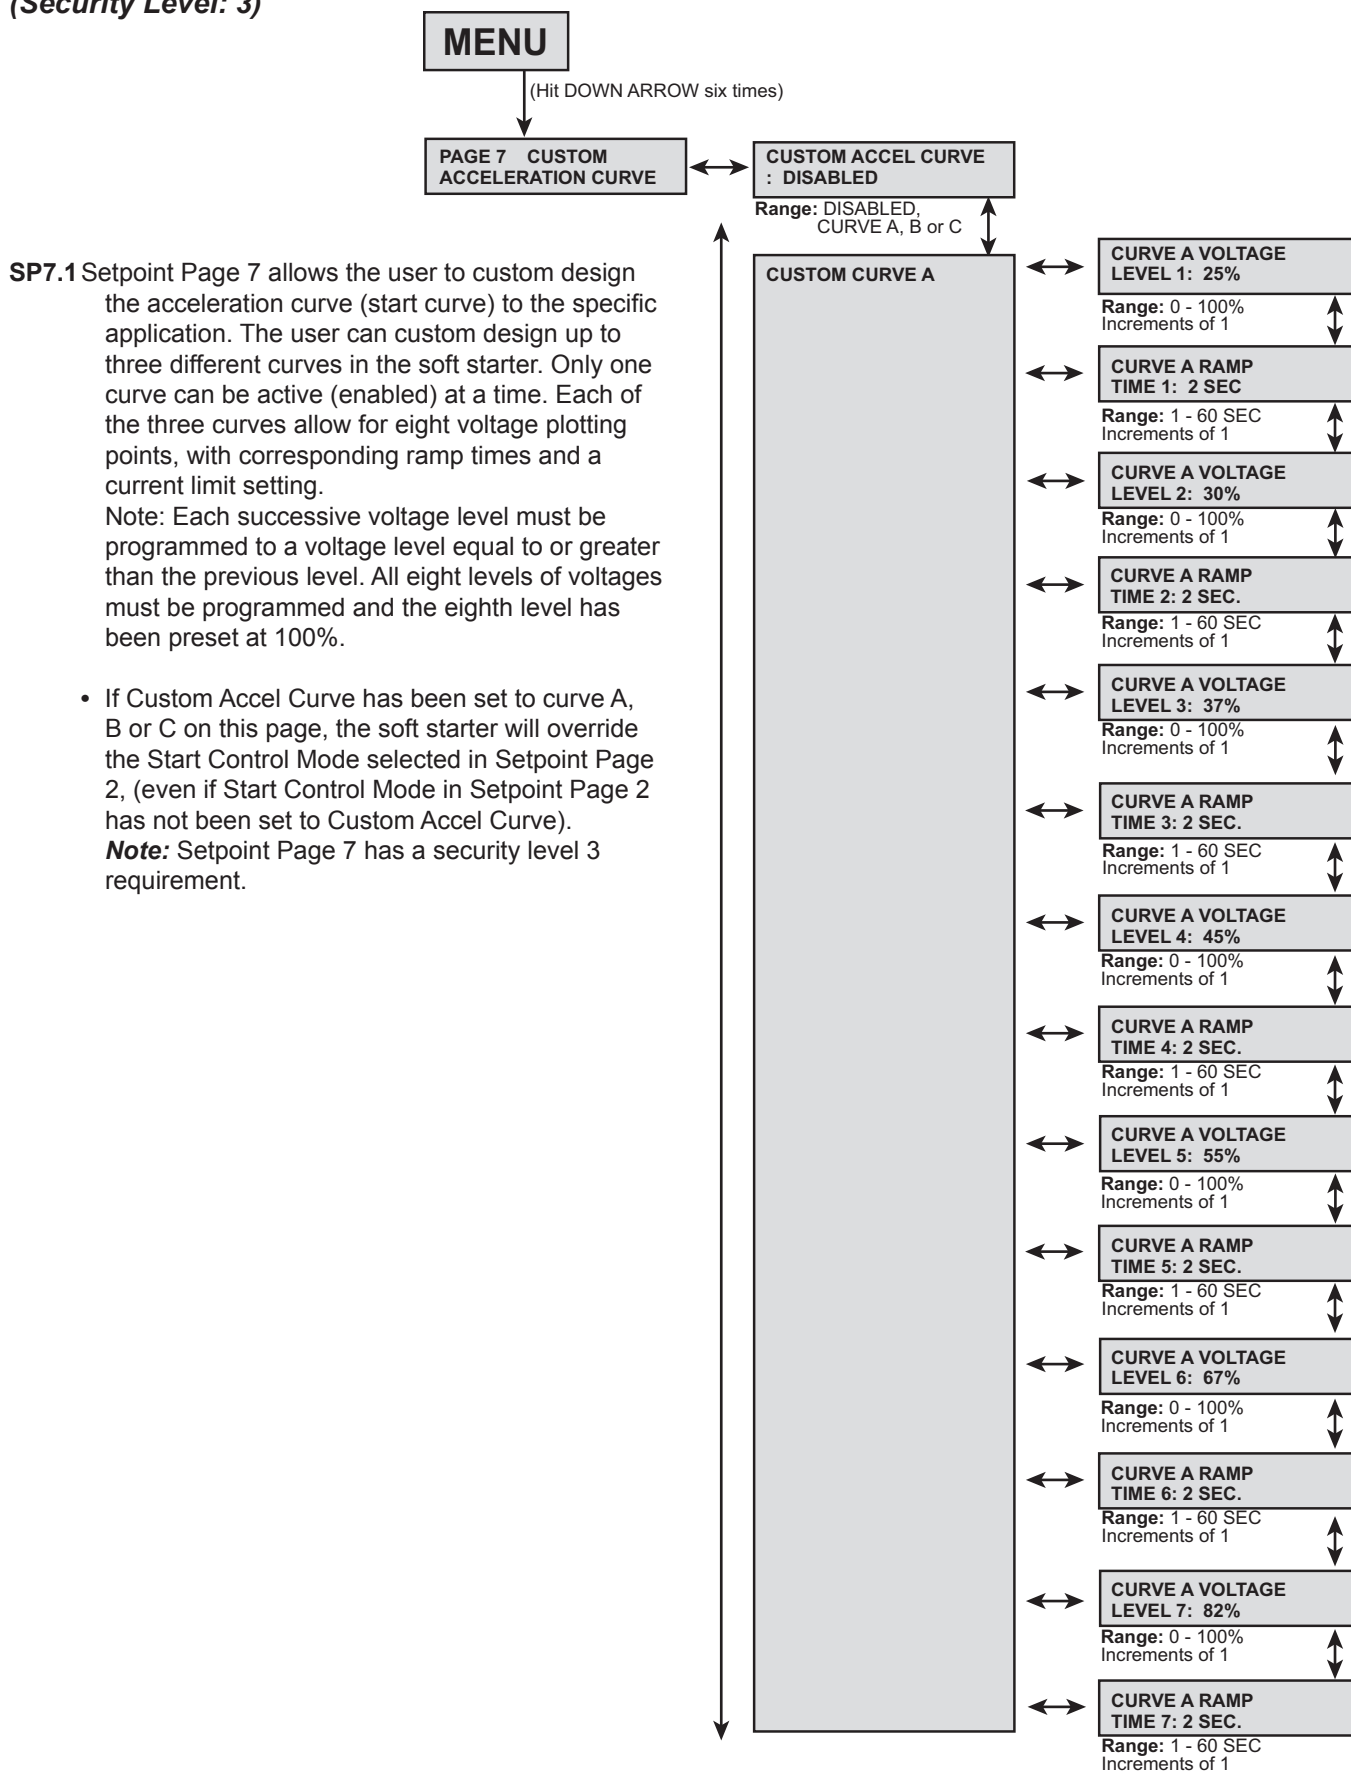 (Security Level: 3)
MENU
(Hit DOWN ARROW six times)
PAGE 7 CUSTOM
ACCELERATION CURVE
CUSTOM ACCEL CURVE
: DISABLED
Range: DISABLED,
CURVE A, B or C
SP7.1 Setpoint Page 7 allows the user to custom design
the acceleration curve (start curve) to the specific
application. The user can custom design up to
three different curves in the soft starter. Only one
curve can be active (enabled) at a time. Each of
the three curves allow for eight voltage plotting
points, with corresponding ramp times and a
current limit setting.
Note: Each successive voltage level must be
programmed to a voltage level equal to or greater
than the previous level. All eight levels of voltages
must be programmed and the eighth level has
been preset at 100%.
• If Custom Accel Curve has been set to curve A,
B or C on this page, the soft starter will override
the Start Control Mode selected in Setpoint Page
2, (even if Start Control Mode in Setpoint Page 2
has not been set to Custom Accel Curve).
Note: Setpoint Page 7 has a security level 3
requirement.
CUSTOM CURVE A
CURVE A VOLTAGE
LEVEL 1: 25%
Range: 0 - 100%
Increments of 1
CURVE A RAMP
TIME 1: 2 SEC
Range: 1 - 60 SEC
Increments of 1
CURVE A VOLTAGE
LEVEL 2: 30%
Range: 0 - 100%
Increments of 1
CURVE A RAMP
TIME 2: 2 SEC.
Range: 1 - 60 SEC
Increments of 1
CURVE A VOLTAGE
LEVEL 3: 37%
Range: 0 - 100%
Increments of 1
CURVE A RAMP
TIME 3: 2 SEC.
Range: 1 - 60 SEC
Increments of 1
CURVE A VOLTAGE
LEVEL 4: 45%
Range: 0 - 100%
Increments of 1
CURVE A RAMP
TIME 4: 2 SEC.
Range: 1 - 60 SEC
Increments of 1
CURVE A VOLTAGE
LEVEL 5: 55%
Range: 0 - 100%
Increments of 1
CURVE A RAMP
TIME 5: 2 SEC.
Range: 1 - 60 SEC
Increments of 1
CURVE A VOLTAGE
LEVEL 6: 67%
Range: 0 - 100%
Increments of 1
CURVE A RAMP
TIME 6: 2 SEC.
Range: 1 - 60 SEC
Increments of 1
CURVE A VOLTAGE
LEVEL 7: 82%
Range: 0 - 100%
Increments of 1
CURVE A RAMP
TIME 7: 2 SEC.
Range: 1 - 60 SEC
Increments of 1